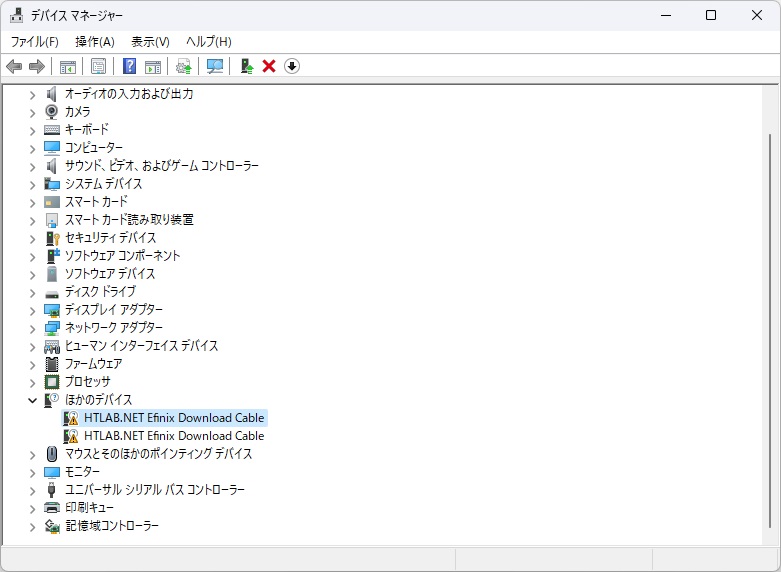 デバイス マネージャー
ファイル(F) 操作(A) 表示(V) ヘルプ(H)
オーディオの入力および出力
カメラ
キーボード
コンピューター
サウンド、ビデオ、およびゲーム コントローラー
システム デバイス
スマート カード
スマート カード読み取り装置
セキュリティ デバイス
ソフトウェア コンポーネント
ソフトウェア デバイス
ディスク ドライブ
ディスプレイ アダプター
ネットワーク アダプター
ヒューマン インターフェイス デバイス
ファームウェア
プロセッサ
ほかのデバイス
HTLAB.NET Efinix Download Cable
HTLAB.NET Efinix Download Cable
マウスとそのほかのポインティング デバイス
モニター
ユニバーサル シリアル バス コントローラー
印刷キュー
記憶域コントローラー